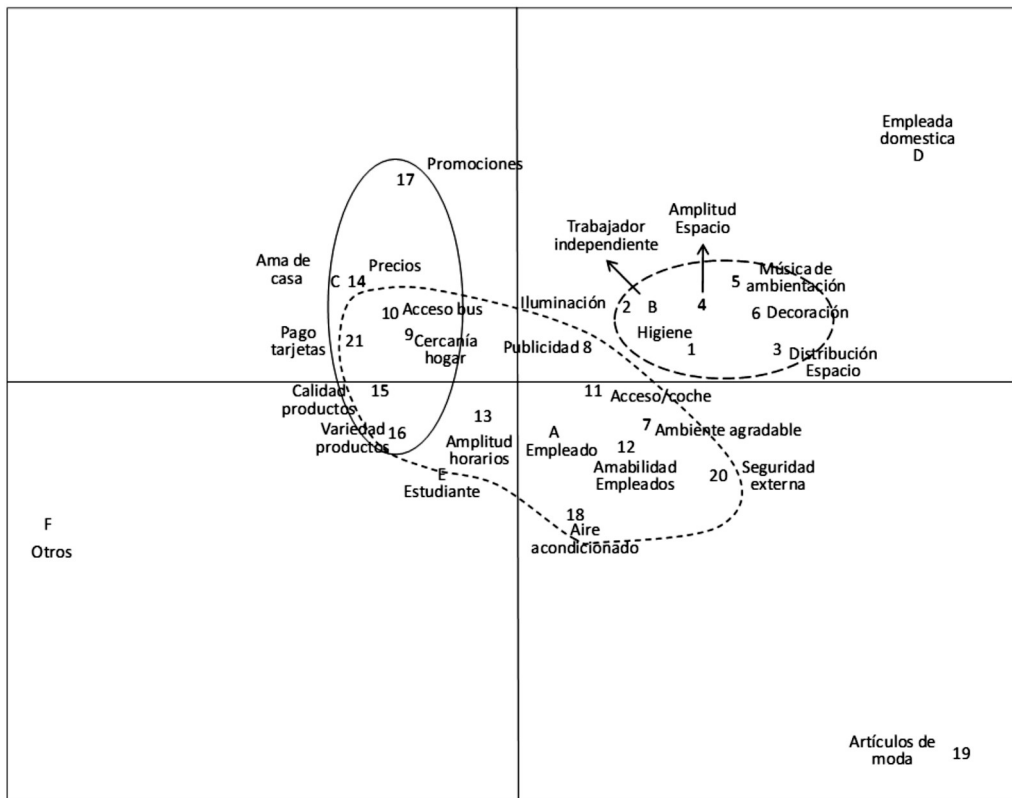 Empleada
domestica
D
Promociones
17
Amplitud
Espacio
Trabajador
independiente
Ama de
casa
C 14
Precios
5
Música de
ambientación
10
Acceso bus
Iluminación
2
B
4
6
Decoración
Higiene
1
Pago
tarjetas
21
9
Cercanía
hogar
Publicidad 8
3
Distribución
Espacio
Calidad
productos
15
11
Acceso/coche
Variedad
productos
16
13
Amplitud
horarios
A
Empleado
7
Ambiente agradable
12
Amabilidad
Empleados
20
Seguridad
externa
E
Estudiante
18
Aire
acondicionado
F
Otros
Artículos de
moda
19